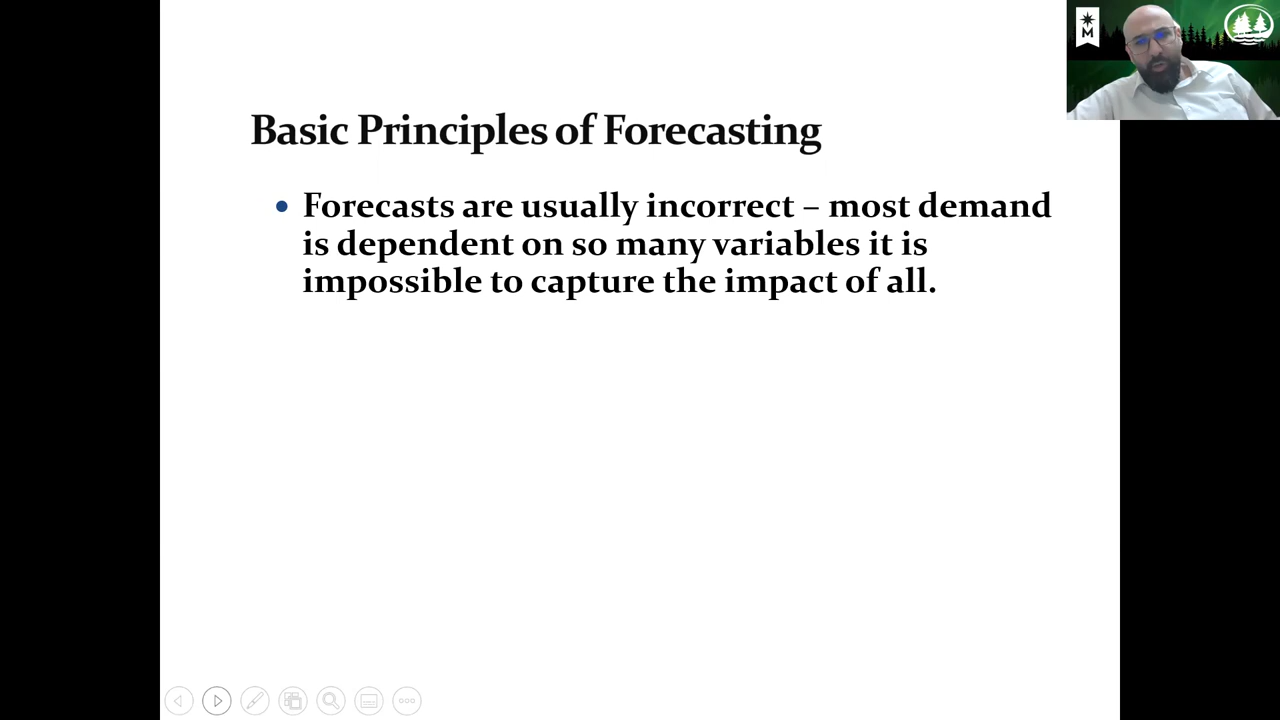 M
Basic Principles of Forecasting
• Forecasts are usually incorrect – most demand
is dependent on so many variables it is
impossible to capture the impact of all.